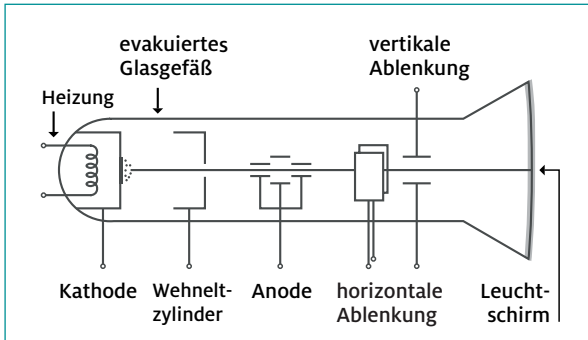 evakuiertes
Glasgefäß
vertikale
Ablenkung
Heizung
Kathode
Wehnelt-
zylinder
Anode
horizontale
Ablenkung
Leucht-
schirm